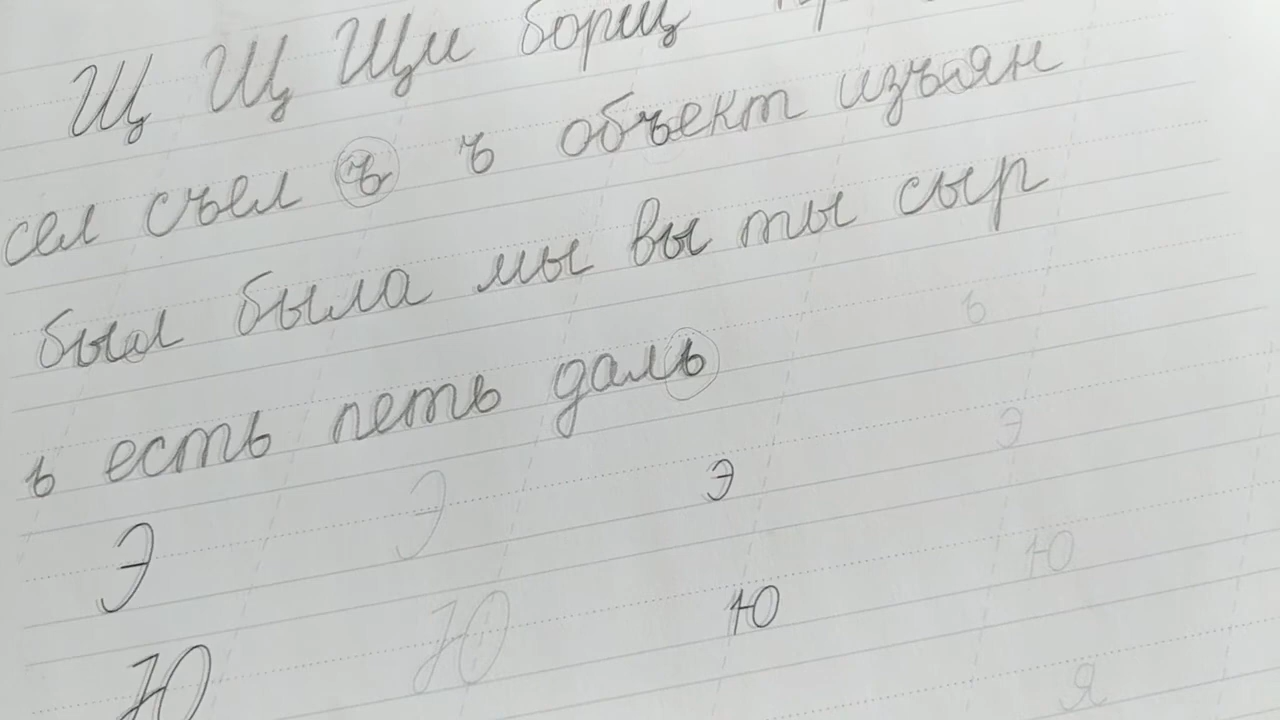 Щ Щ Щи борщ
сел съел ъ ъ объект изъян
был была мы вы ты сыр
ь есть петь даль ь
Э Э э э
Ю Ю ю ю
я